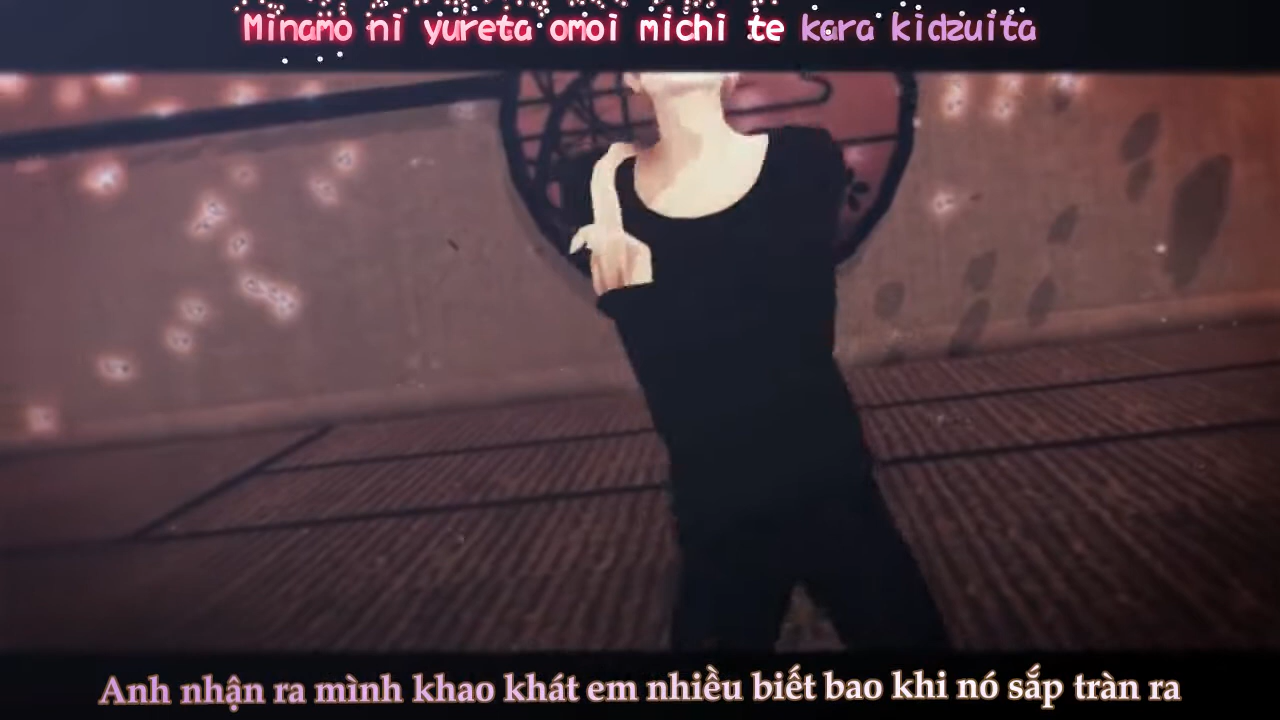 Minamo ni yureta omoi michi te kara kidzuita
Anh nhận ra mình khao khát em nhiều biết bao khi nó sắp tràn ra